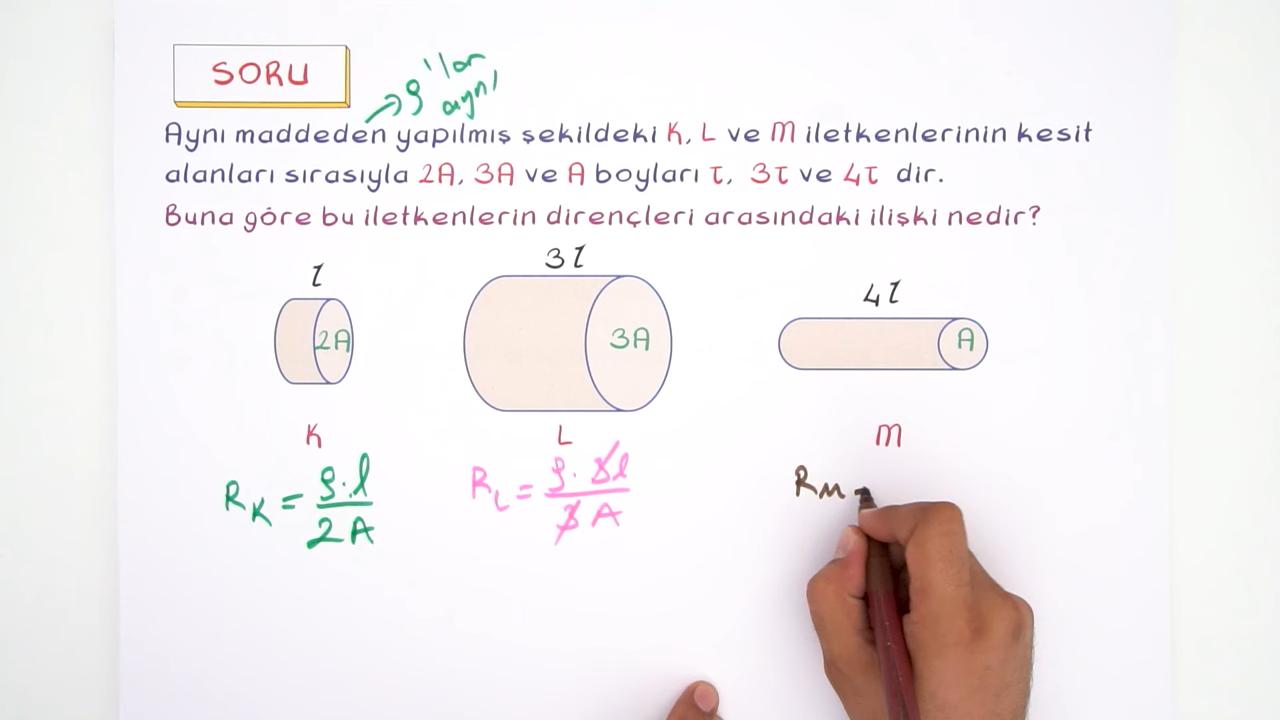 SORU
→ ρ'lar aynı
Aynı maddeden yapılmış şekildeki K, L ve M iletkenlerinin kesit
alanları sırasıyla 2A, 3A ve A boyları l, 3l ve 4l dir.
Buna göre bu iletkenlerin dirençleri arasındaki ilişki nedir?
l 3l 4l
2A 3A A
K L M
R_K = ρ.l / 2A
R_L = ρ.3l / 3A
R_M =